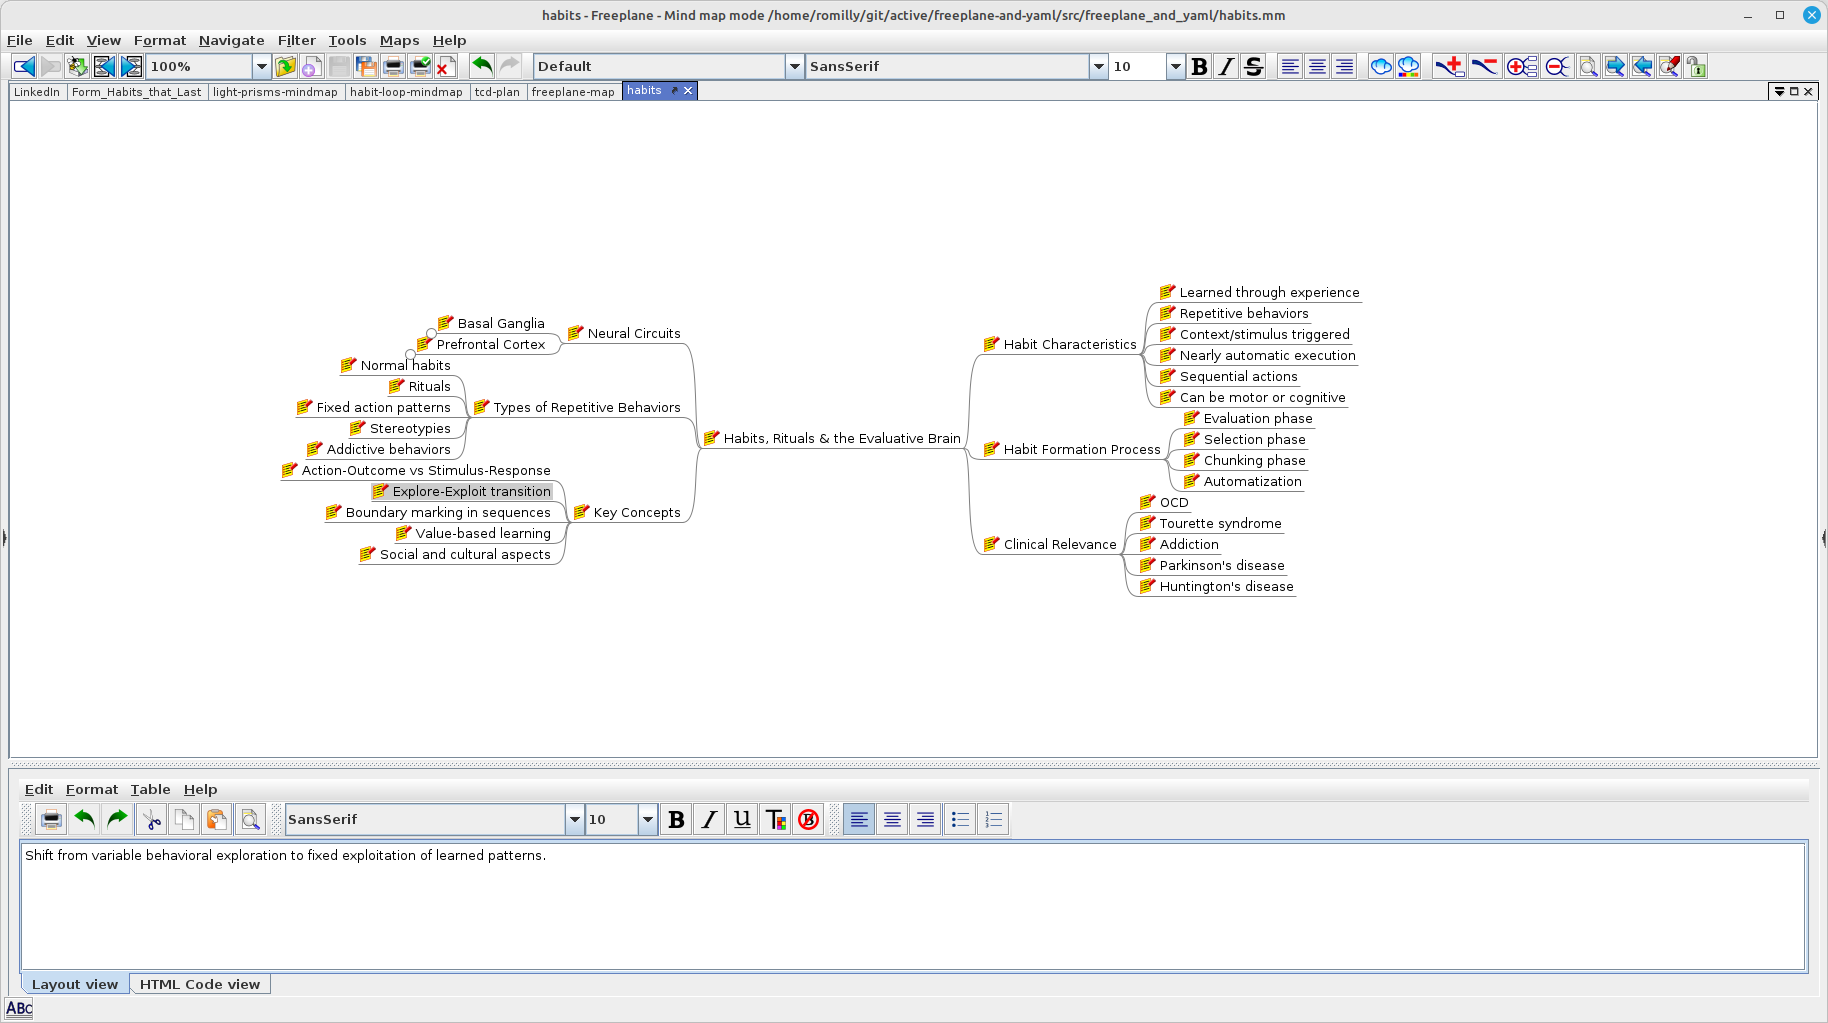 habits - Freeplane - Mind map mode /home/romilly/git/active/freeplane-and-yaml/src/freeplane_and_yaml/habits.mm
File Edit View Format Navigate Filter Tools Maps Help
100% Default SansSerif 10 B I S
LinkedIn Form_Habits_that_Last light-prisms-mindmap habit-loop-mindmap tcd-plan freeplane-map habits
Basal Ganglia
Prefrontal Cortex
Neural Circuits
Normal habits
Rituals
Fixed action patterns
Stereotypies
Addictive behaviors
Types of Repetitive Behaviors
Action-Outcome vs Stimulus-Response
Explore-Exploit transition
Boundary marking in sequences
Value-based learning
Social and cultural aspects
Key Concepts
Habits, Rituals & the Evaluative Brain
Habit Characteristics
Learned through experience
Repetitive behaviors
Context/stimulus triggered
Nearly automatic execution
Sequential actions
Can be motor or cognitive
Habit Formation Process
Evaluation phase
Selection phase
Chunking phase
Automatization
Clinical Relevance
OCD
Tourette syndrome
Addiction
Parkinson's disease
Huntington's disease
Edit Format Table Help
SansSerif 10 B I U T B
Shift from variable behavioral exploration to fixed exploitation of learned patterns.
Layout view HTML Code view
ABC